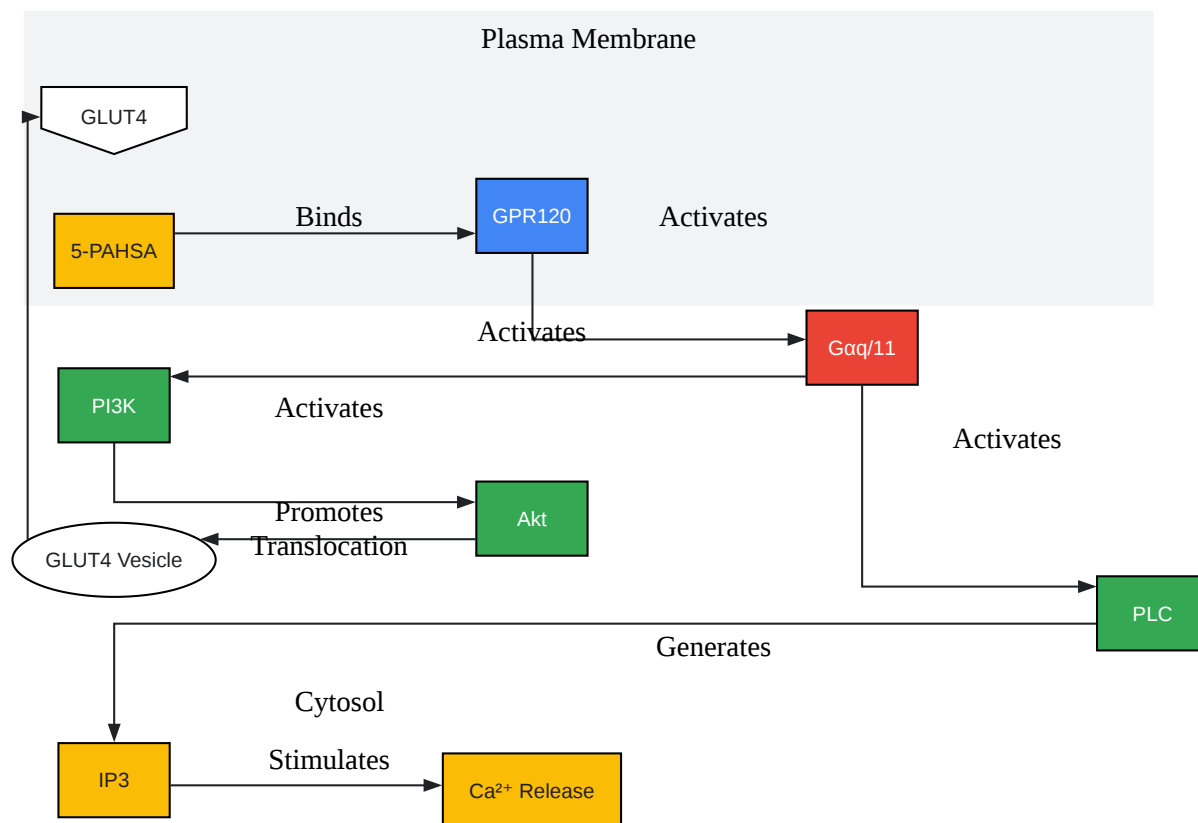 Plasma Membrane
GLUT4
GPR120
Binds
Activates
5-PAHSA
Activates
Gαq/11
PI3K
Activates
Activates
Promotes
Translocation
Akt
GLUT4 Vesicle
PLC
Generates
Cytosol
Stimulates
IP3
Ca²⁺ Release